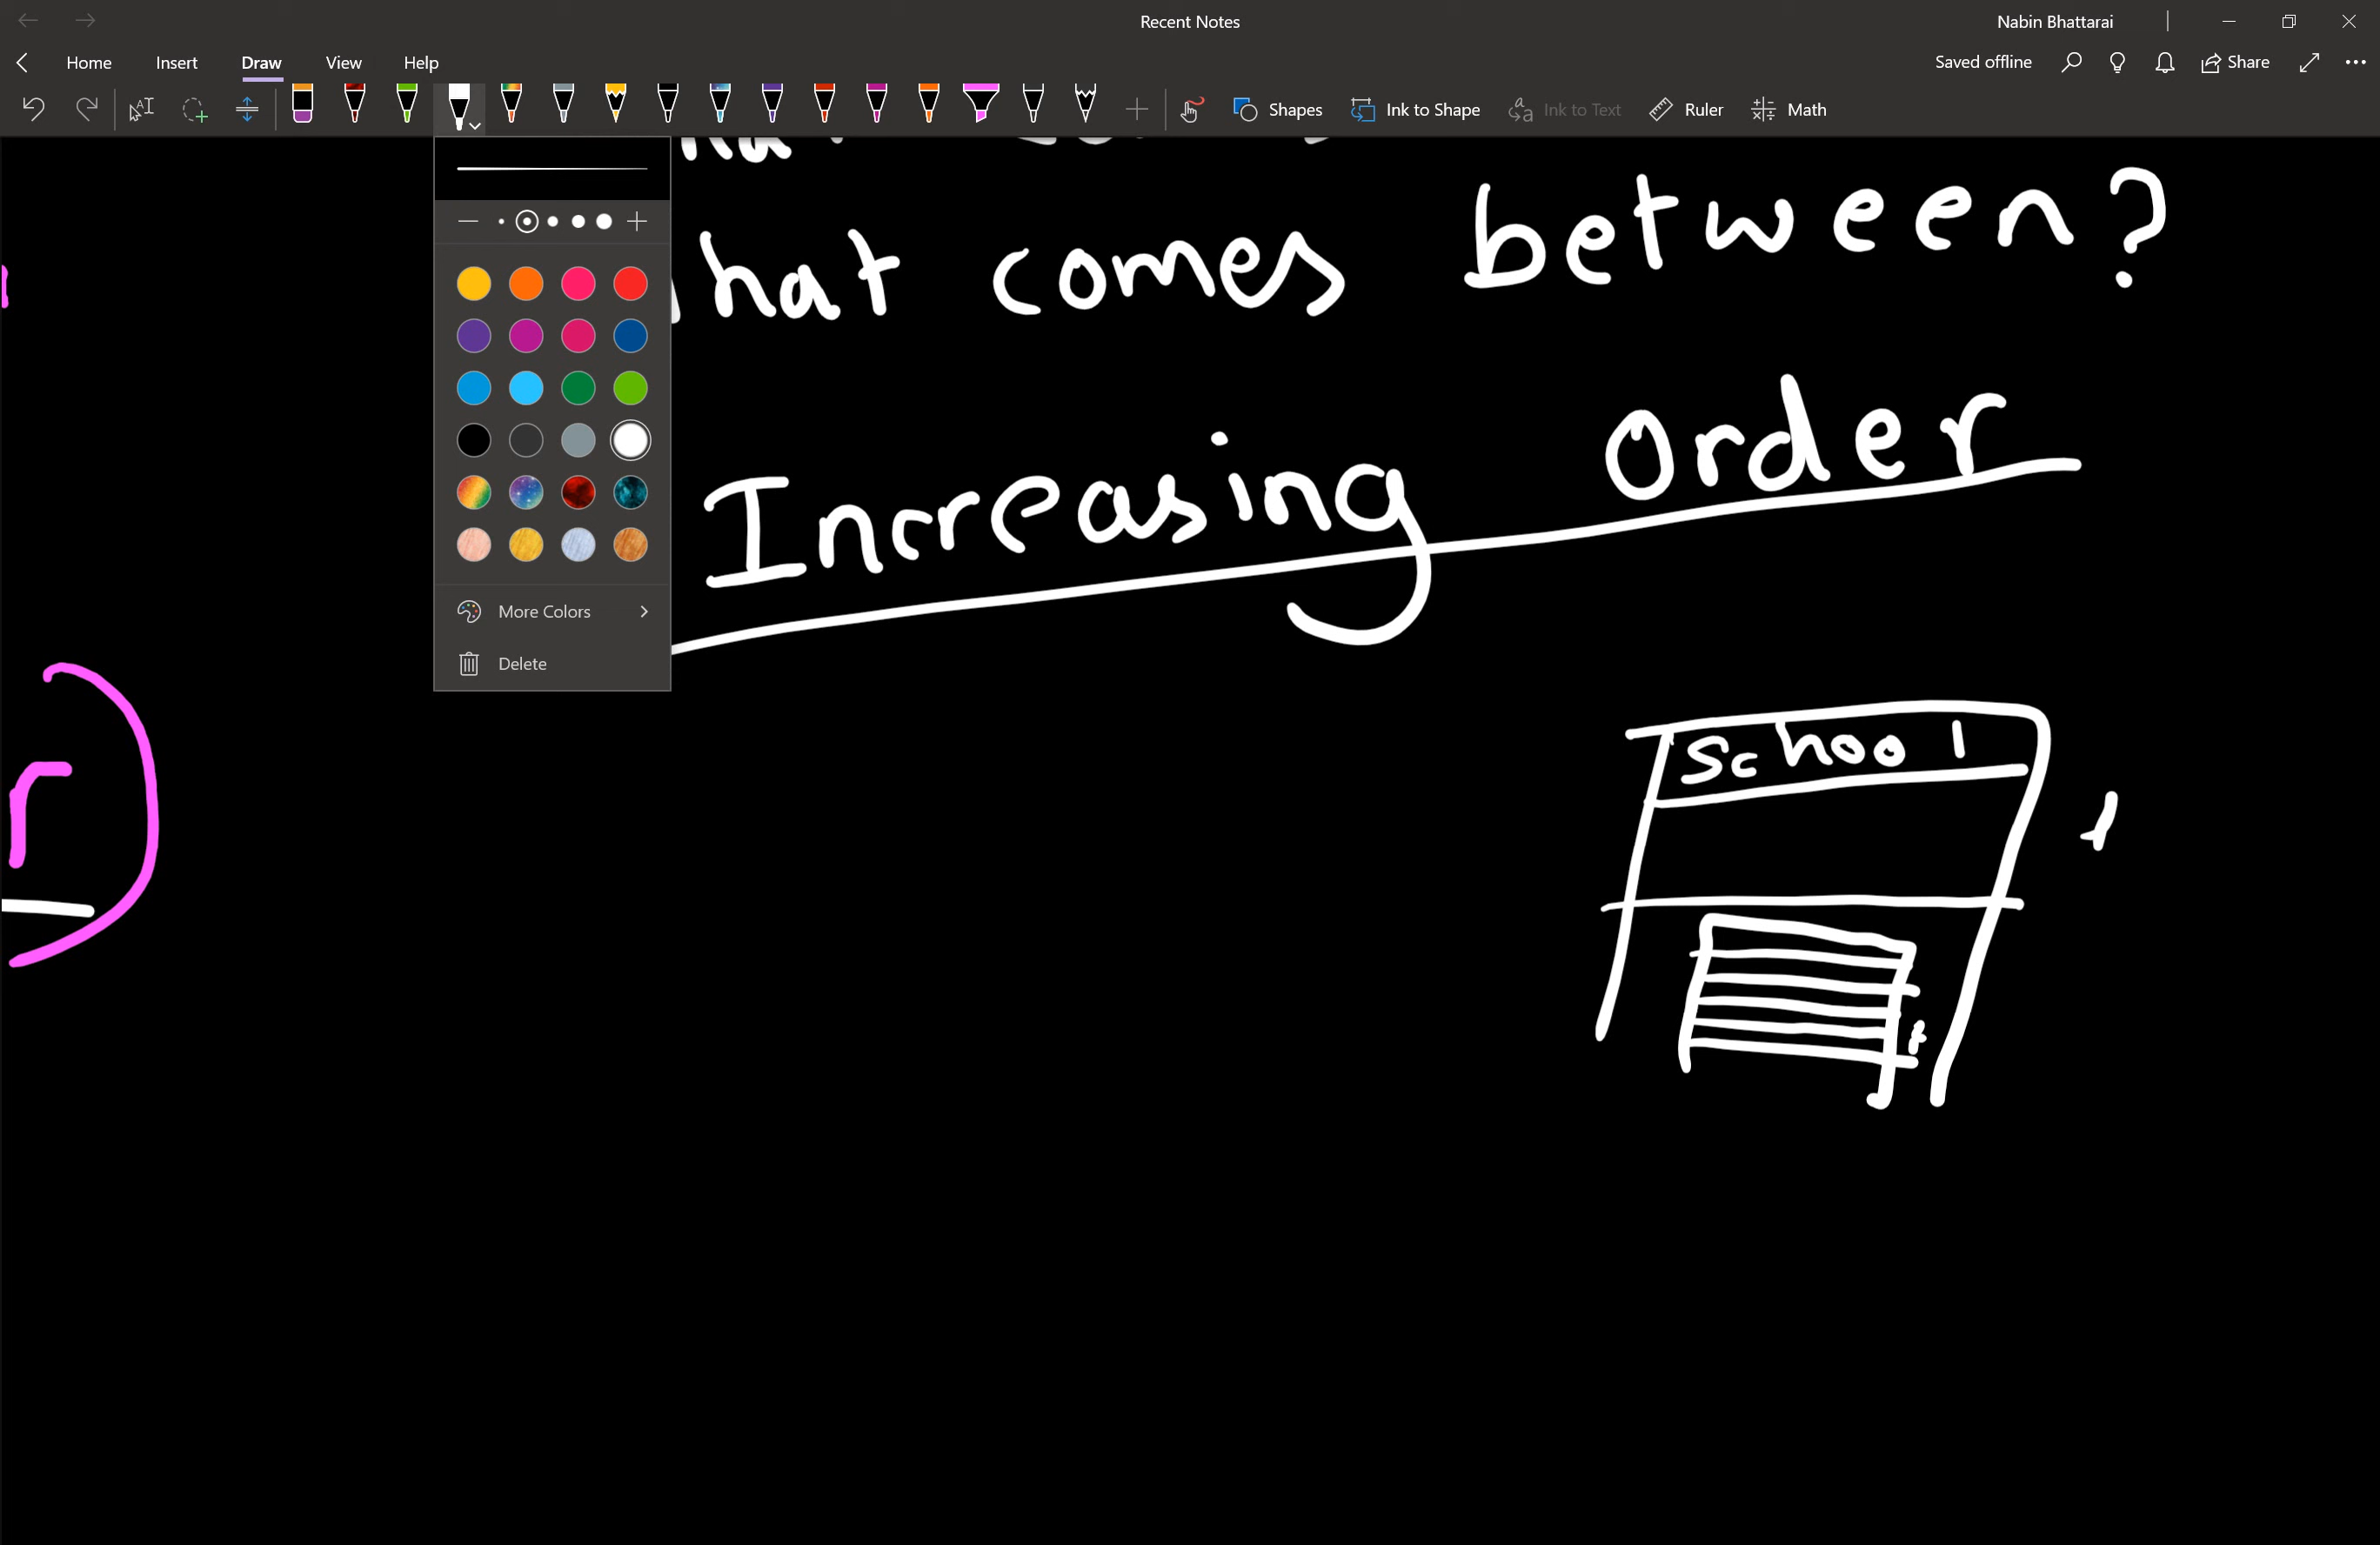 Recent Notes
Nabin Bhattarai
Home Insert Draw View Help
Saved offline
Share
Shapes Ink to Shape Ink to Text Ruler Math
hat comes between?
Increasing Order
More Colors
Delete
School
r